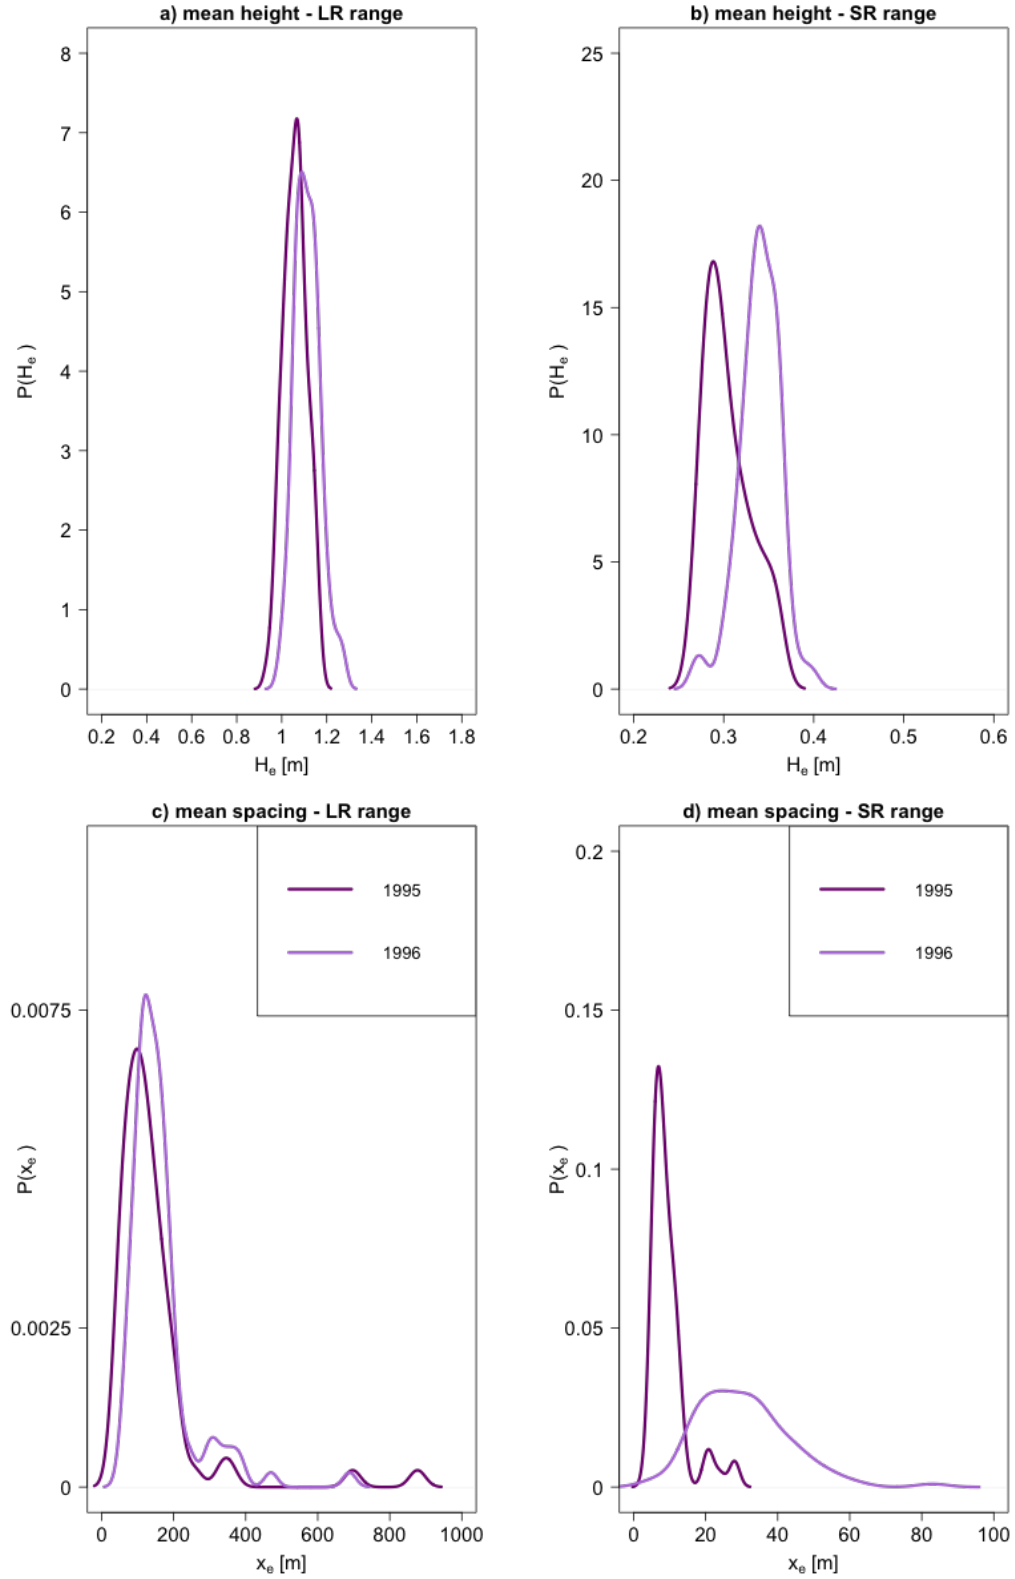 a) mean height - LR range
8
7
6
5
4
3
2
1
0
P(Hₑ )
0.2 0.4 0.6 0.8 1 1.2 1.4 1.6 1.8
Hₑ [m]
b) mean height - SR range
25
20
15
10
5
0
P(Hₑ )
0.2 0.3 0.4 0.5 0.6
Hₑ [m]
c) mean spacing - LR range
1995
1996
0.0075
0.0025
0
P(xₑ )
0 200 400 600 800 1000
xₑ [m]
d) mean spacing - SR range
1995
1996
0.2
0.15
0.1
0.05
0
P(xₑ )
0 20 40 60 80 100
xₑ [m]